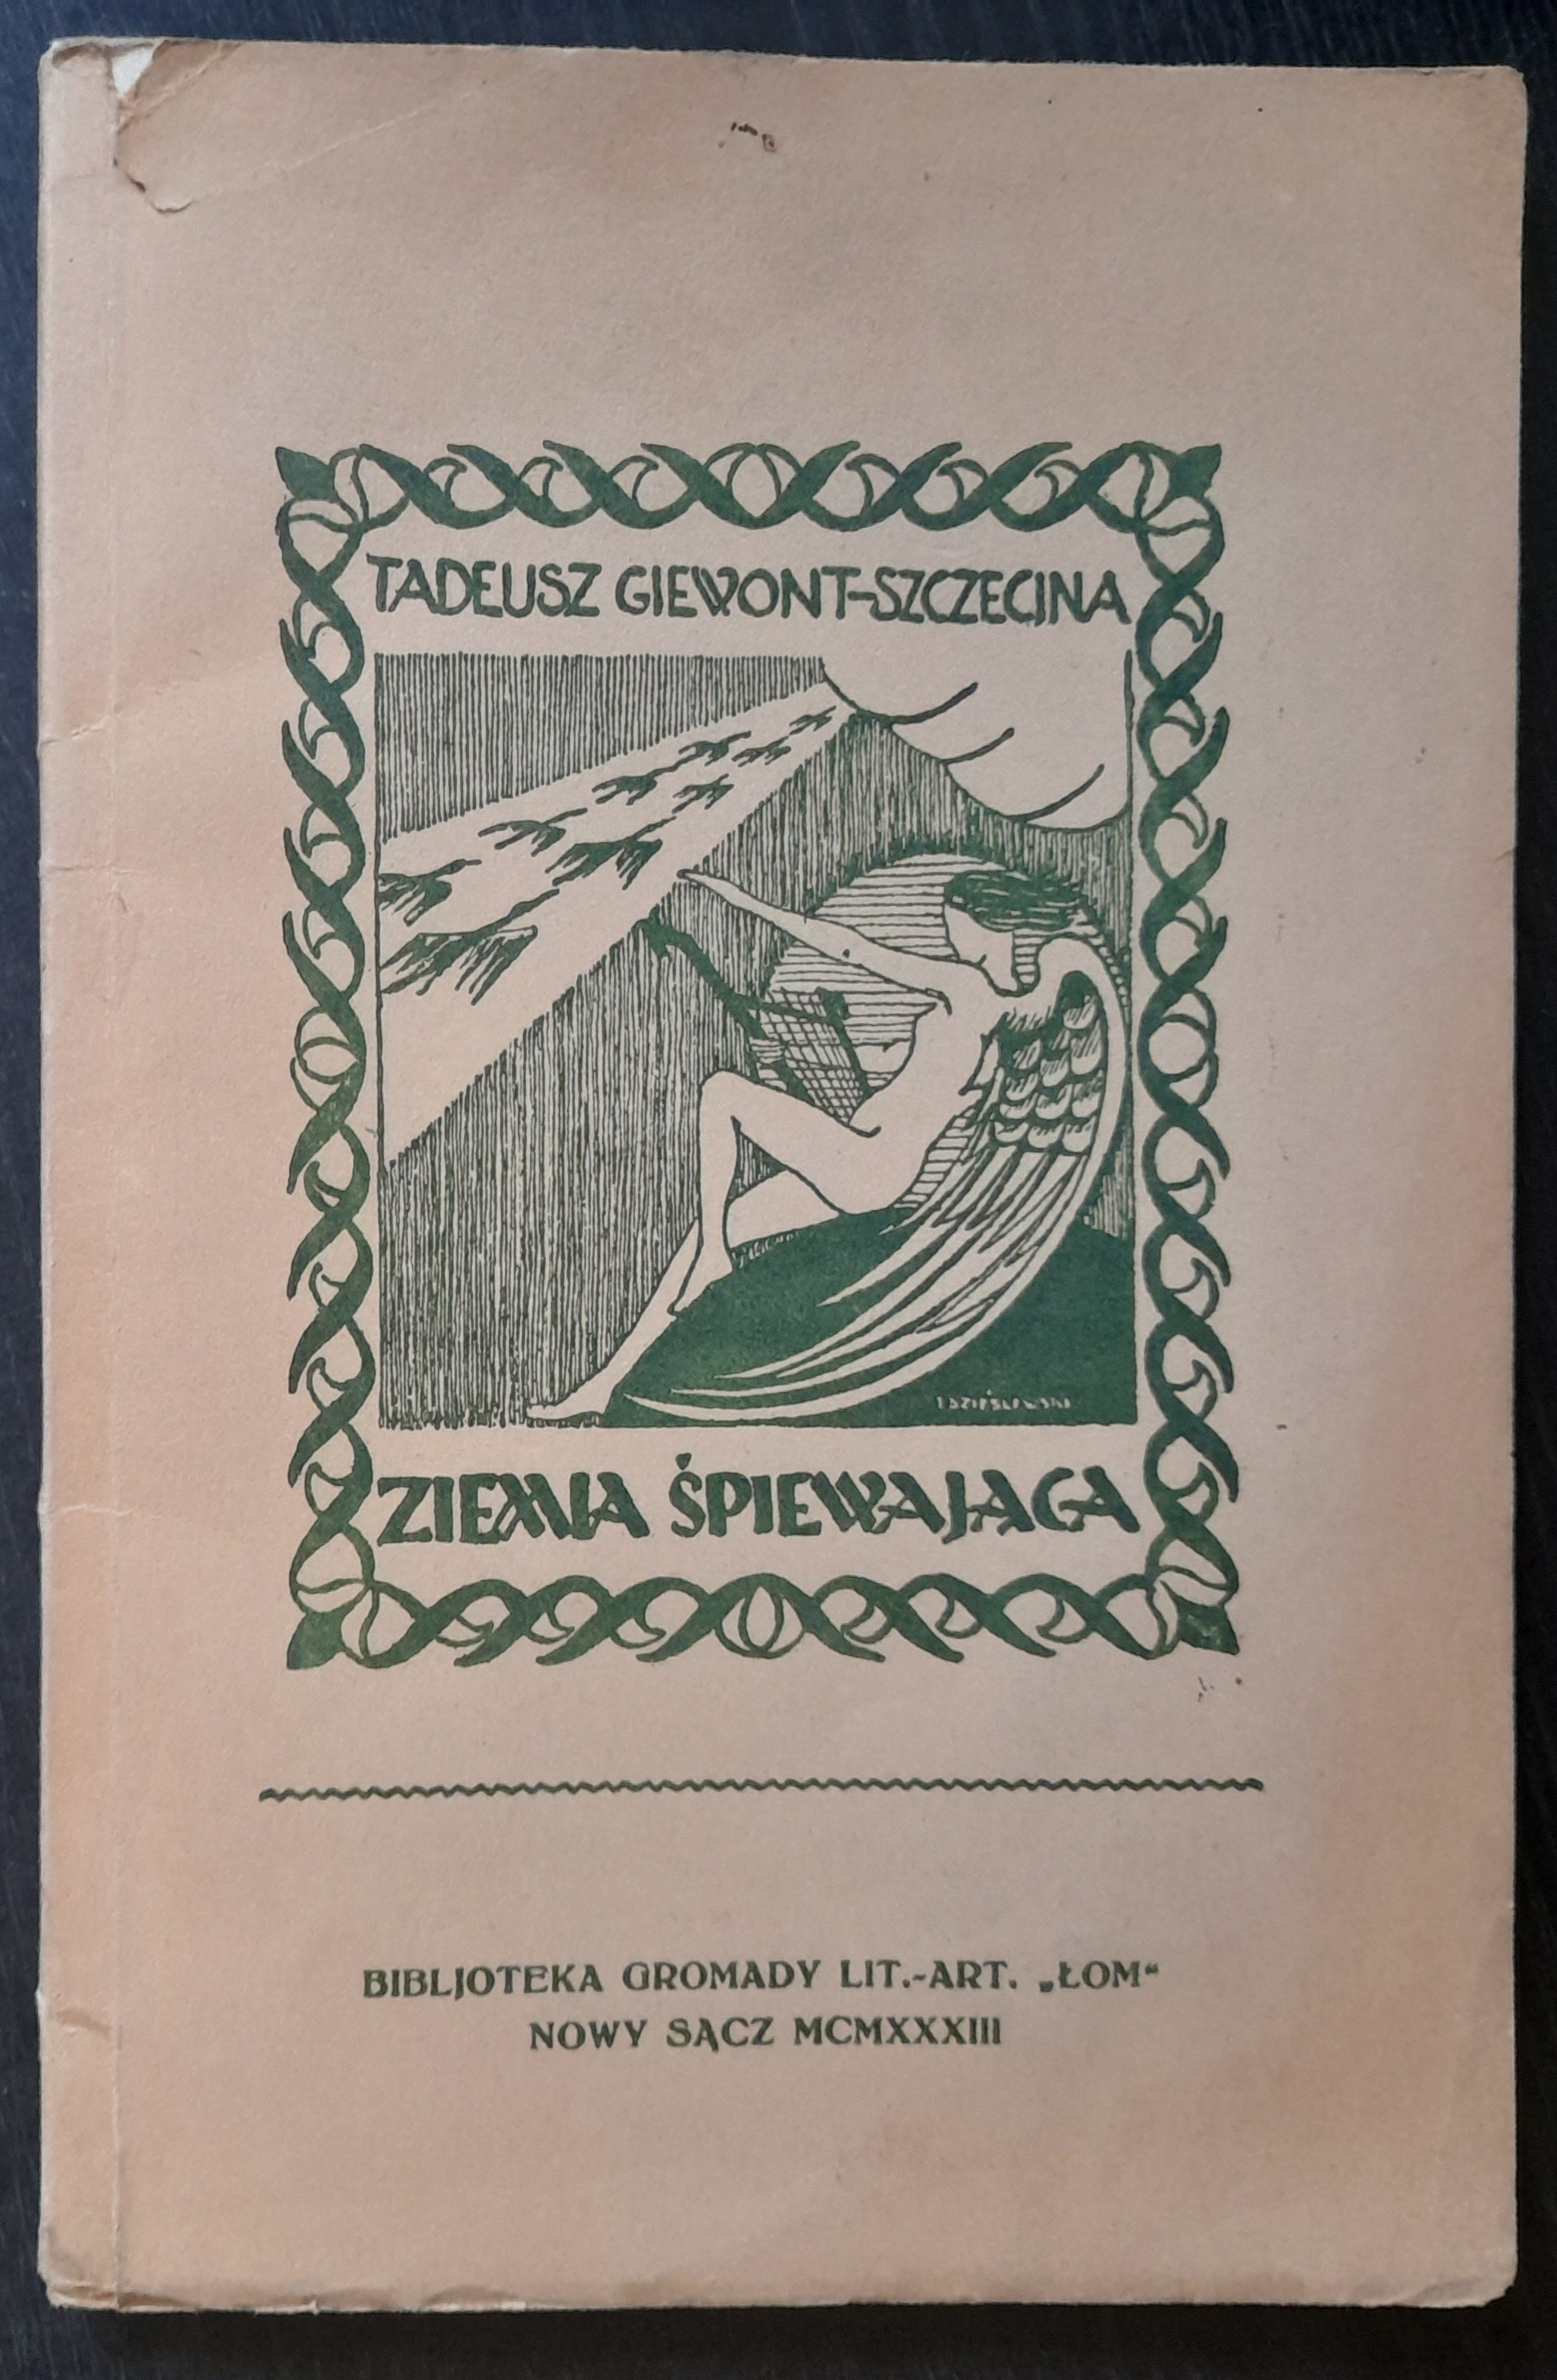 TADEUSZ GIEWONT-SZCZECINA
ZIEMIA ŚPIEWAJĄCA
BIBLJOTEKA GROMADY LIT.-ART. „ŁOM“
NOWY SĄCZ MCMXXXIII